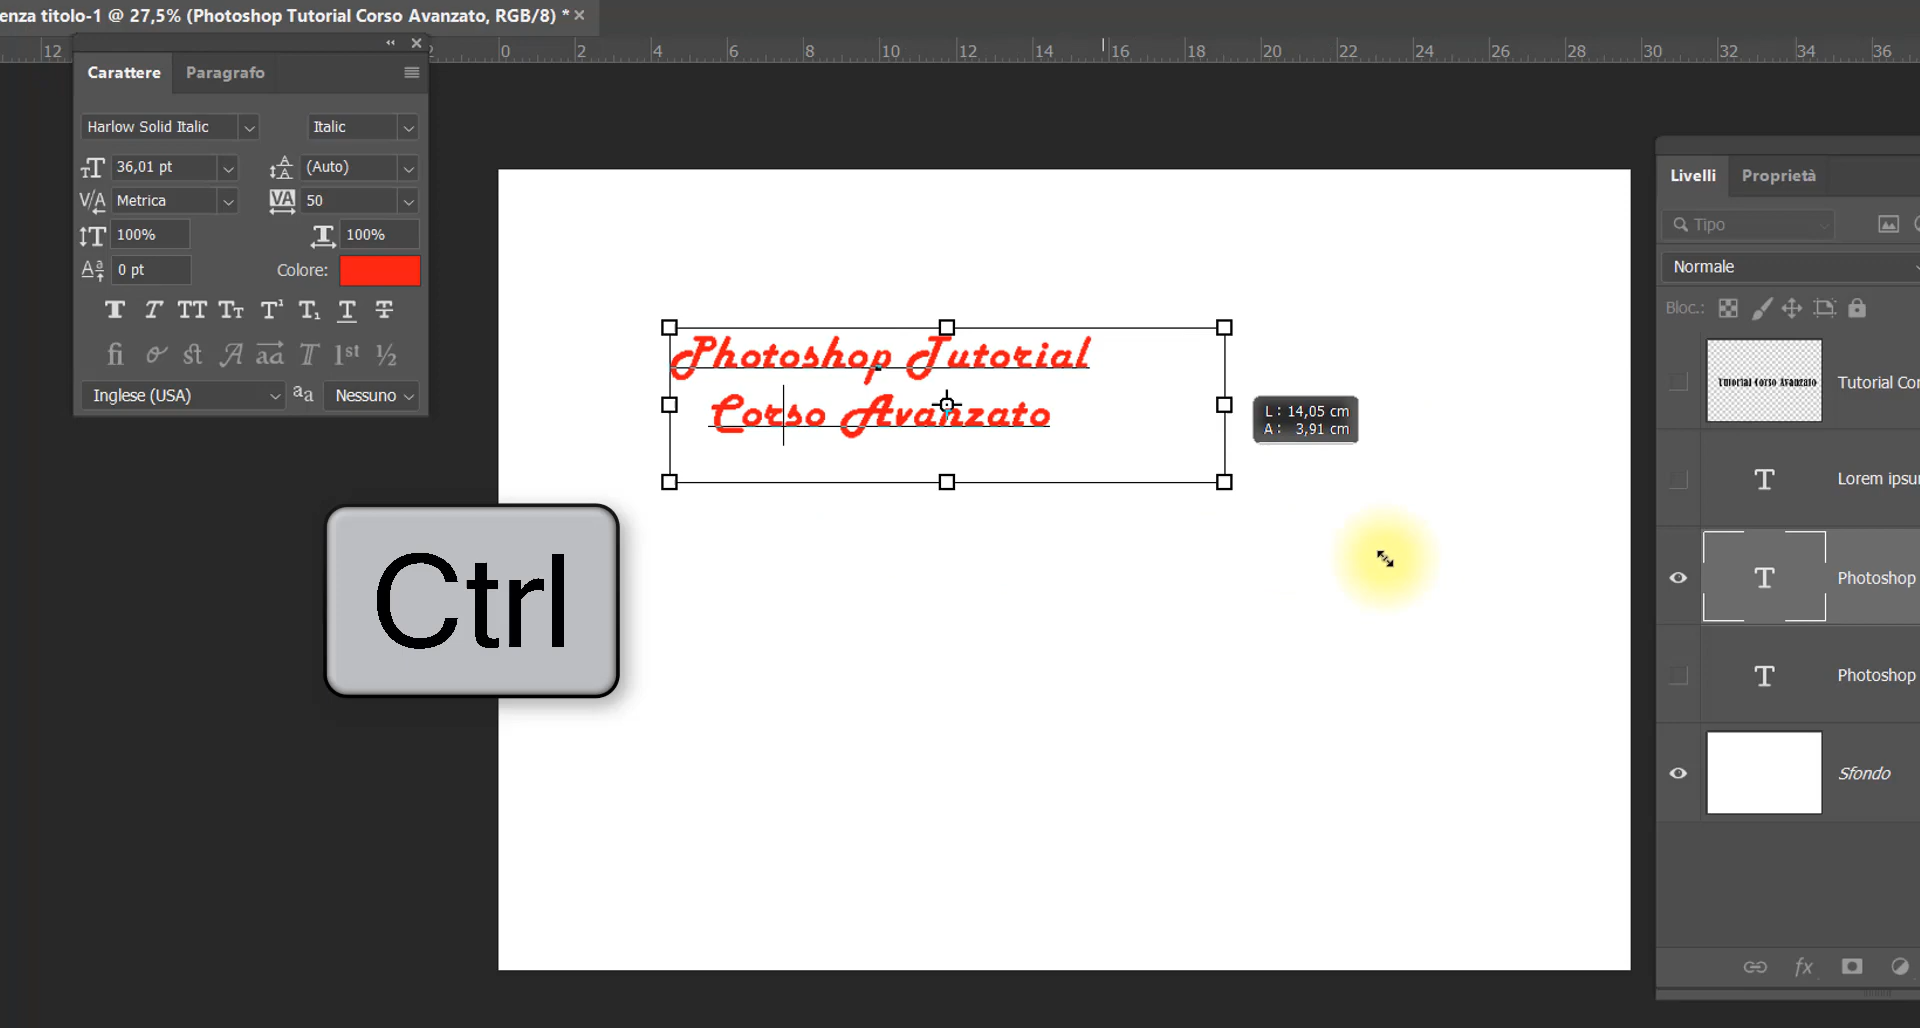 enza titolo-1 @ 27,5% (Photoshop Tutorial Corso Avanzato, RGB/8) *
12 0 2 4 6 8 10 12 14 16 18 20 22 24 26 28 30 32 34 36
Carattere Paragrafo
Harlow Solid Italic Italic
36,01 pt (Auto)
Metrica 50
100% 100%
0 pt Colore:
Inglese (USA) aa Nessuno
Photoshop Tutorial
Corso Avanzato
L: 14,05 cm
A: 3,91 cm
Ctrl
Livelli Proprietà
Tipo
Normale
Bloc.:
Tutorial Corso Avanzato Tutorial Cor
Lorem ipsu
Photoshop
Photoshop
Sfondo
fx